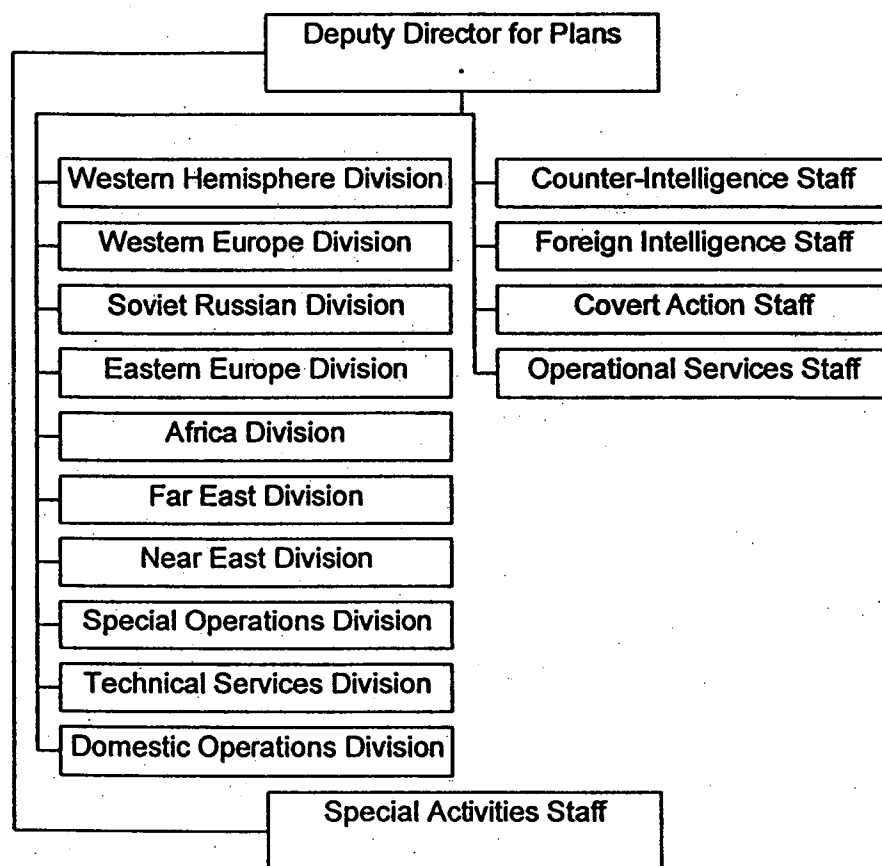 Deputy Director for Plans
Western Hemisphere Division
Western Europe Division
Soviet Russian Division
Eastern Europe Division
Africa Division
Far East Division
Near East Division
Special Operations Division
Technical Services Division
Domestic Operations Division
Counter-Intelligence Staff
Foreign Intelligence Staff
Covert Action Staff
Operational Services Staff
Special Activities Staff